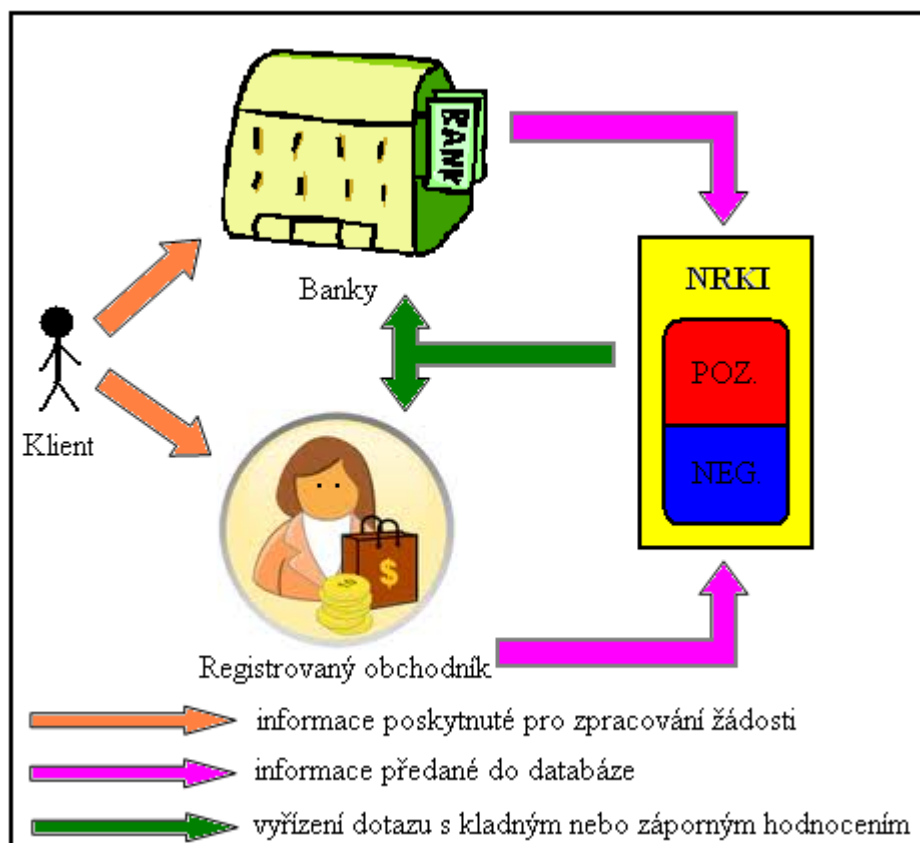 BANK
Banky
NRKI
POZ.
NEG.
Klient
$
Registrovaný obchodník
informace poskytnuté pro zpracování žádosti
informace předané do databáze
vyřízení dotazu s kladným nebo záporným hodnocením